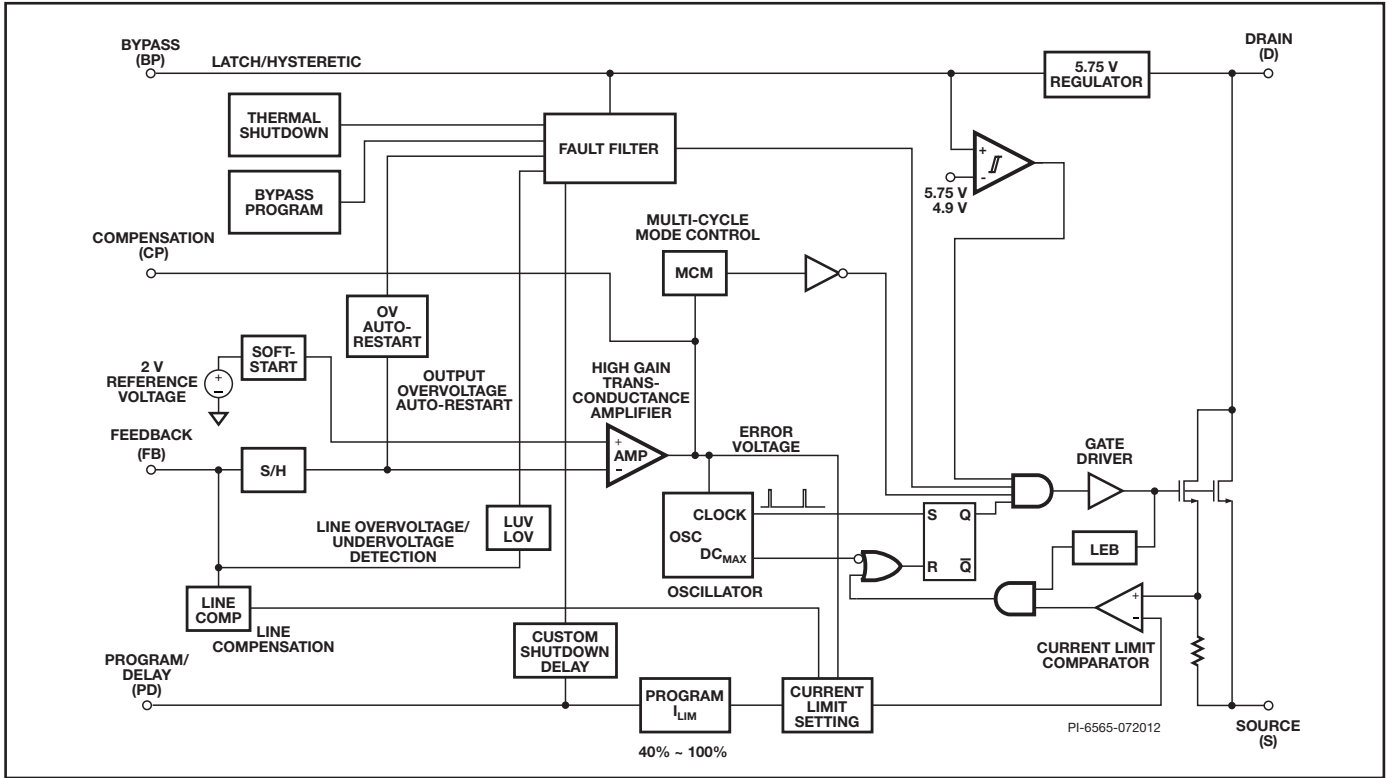 BYPASS
(BP)
LATCH/HYSTERETIC
DRAIN
(D)
5.75 V
REGULATOR
THERMAL
SHUTDOWN
FAULT FILTER
BYPASS
PROGRAM
+
-
5.75 V
4.9 V
COMPENSATION
(CP)
MULTI-CYCLE
MODE CONTROL
MCM
OV
AUTO-
RESTART
SOFT-
START
2 V
REFERENCE
VOLTAGE
+
–
OUTPUT
OVERVOLTAGE
AUTO-RESTART
HIGH GAIN
TRANS-
CONDUCTANCE
AMPLIFIER
FEEDBACK
(FB)
S/H
+
AMP
–
ERROR
VOLTAGE
GATE
DRIVER
LINE OVERVOLTAGE/
UNDERVOLTAGE
DETECTION
LUV
LOV
CLOCK
OSC
DCMAX
OSCILLATOR
S Q
R Q̅
LEB
LINE
COMP
LINE
COMPENSATION
+
–
CURRENT LIMIT
COMPARATOR
PROGRAM/
DELAY
(PD)
CUSTOM
SHUTDOWN
DELAY
PROGRAM
ILIM
40% ~ 100%
CURRENT
LIMIT
SETTING
PI-6565-072012
SOURCE
(S)